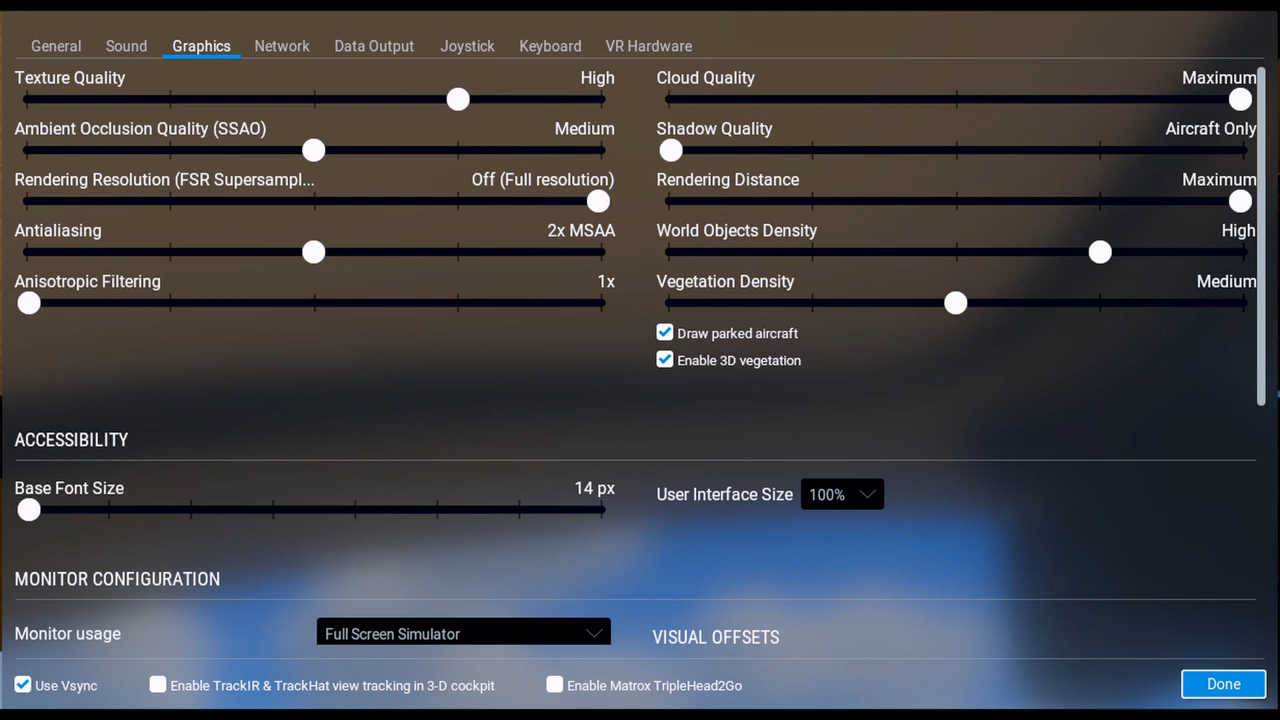 General Sound Graphics Network Data Output Joystick Keyboard VR Hardware
Texture Quality High
Ambient Occlusion Quality (SSAO) Medium
Rendering Resolution (FSR Supersampl... Off (Full resolution)
Antialiasing 2x MSAA
Anisotropic Filtering 1x
Cloud Quality Maximum
Shadow Quality Aircraft Only
Rendering Distance Maximum
World Objects Density High
Vegetation Density Medium
Draw parked aircraft
Enable 3D vegetation
ACCESSIBILITY
Base Font Size 14 px
User Interface Size 100%
MONITOR CONFIGURATION
Monitor usage Full Screen Simulator
VISUAL OFFSETS
Use Vsync Enable TrackIR & TrackHat view tracking in 3-D cockpit Enable Matrox TripleHead2Go Done